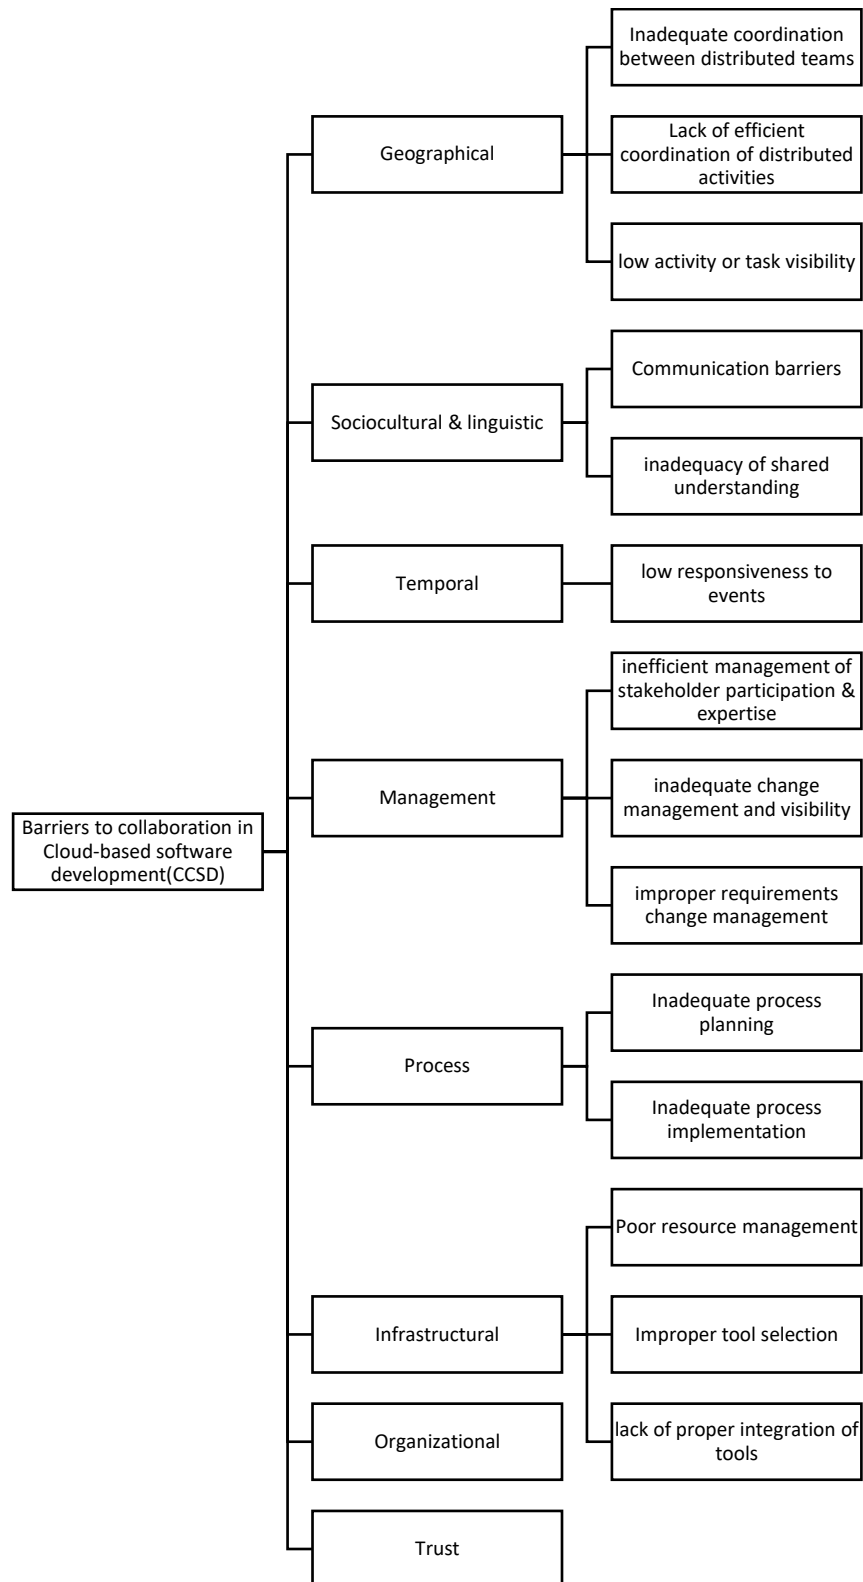 Inadequate coordination
between distributed teams
Geographical
Lack of efficient
coordination of distributed
activities
low activity or task visibility
Communication barriers
Sociocultural & linguistic
inadequacy of shared
understanding
Temporal
low responsiveness to
events
inefficient management of
stakeholder participation &
expertise
Management
inadequate change
management and visibility
Barriers to collaboration in
Cloud-based software
development(CCSD)
improper requirements
change management
Inadequate process
planning
Process
Inadequate process
implementation
Poor resource management
Infrastructural
Improper tool selection
Organizational
lack of proper integration of
tools
Trust